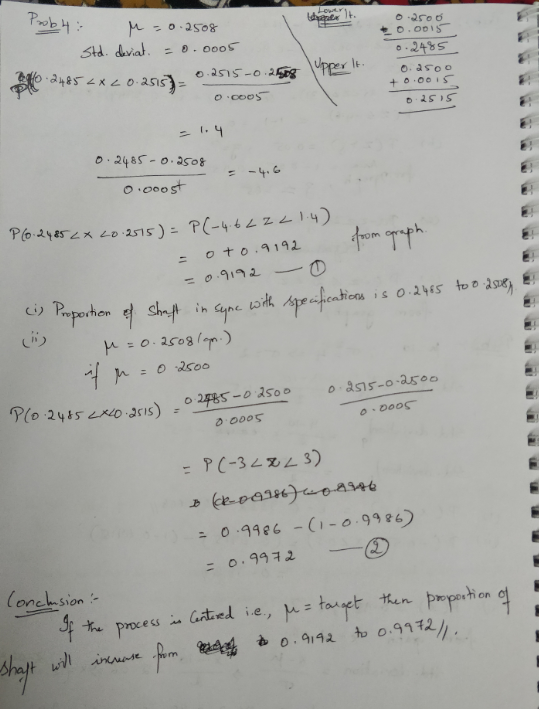 Prob 4 :- μ = 0.2508
Std. deviat. = 0.0005
P(0.2485 < x < 0.2515) = 0.2515 - 0.2508 / 0.0005
= 1.4
0.2485 - 0.2508 / 0.0005 = -4.6
Lower lt. 0.2500
- 0.0015
0.2485
Upper lt. 0.2500
+ 0.0015
0.2515
P(0.2485 < x < 0.2515) = P(-4.6 < Z < 1.4)
= 0 + 0.9192 from graph.
= 0.9192 — ①
(i) Proportion of Shaft in sync with specifications is 0.2485 to 0.2508//
(ii) μ = 0.2508 (qn.)
if μ = 0.2500
P(0.2485 < x < 0.2515) = 0.2485 - 0.2500 / 0.0005 0.2515 - 0.2500 / 0.0005
= P(-3 < z < 3)
= 0.9986 - (1 - 0.9986)
= 0.9972 — ②
Conclusion :-
If the process is Centered i.e., μ = target then proportion of
shaft will increase from 0.9192 to 0.9972//.